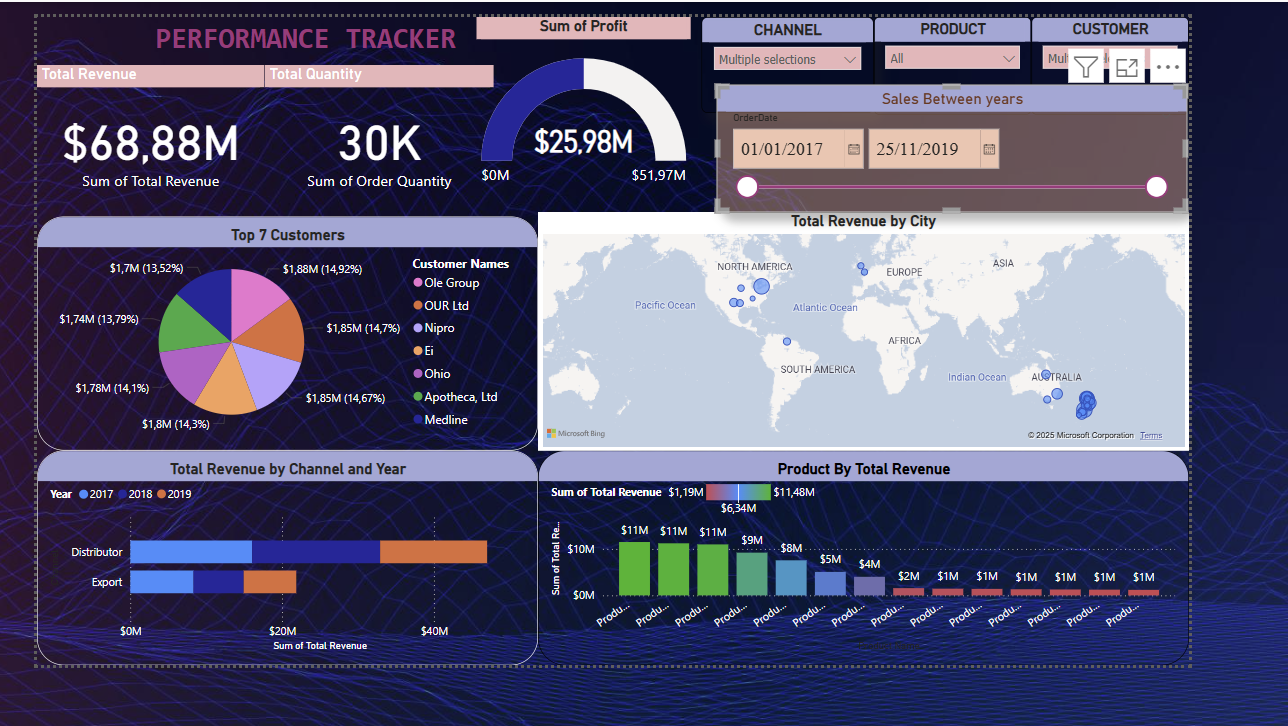 PERFORMANCE TRACKER
Sum of Profit
CHANNEL
PRODUCT
CUSTOMER
Multiple selections
All
Total Revenue
Total Quantity
$68,88M
Sum of Total Revenue
30K
Sum of Order Quantity
$25,98M
$0M
$51,97M
Sales Between years
OrderDate
01/01/2017
25/11/2019
Top 7 Customers
$1,7M (13,52%)
$1,88M (14,92%)
$1,74M (13,79%)
$1,85M (14,7%)
$1,78M (14,1%)
$1,85M (14,67%)
$1,8M (14,3%)
Customer Names
Ole Group
OUR Ltd
Nipro
Ei
Ohio
Apotheca, Ltd
Medline
Total Revenue by City
NORTH AMERICA
EUROPE
ASIA
Pacific Ocean
Atlantic Ocean
AFRICA
SOUTH AMERICA
Indian Ocean
AUSTRALIA
Microsoft Bing
© 2025 Microsoft Corporation Terms
Total Revenue by Channel and Year
Year 2017 2018 2019
Distributor
Export
$0M $20M $40M
Sum of Total Revenue
Product By Total Revenue
Sum of Total Revenue $1,19M $11,48M
$6,34M
Sum of Total Re...
$10M
$0M
$11M $11M $11M $9M $8M $5M $4M $2M $1M $1M $1M $1M $1M $1M
Produ... Produ... Produ... Produ... Produ... Produ... Produ... Produ... Produ... Produ... Produ... Produ... Produ... Produ...